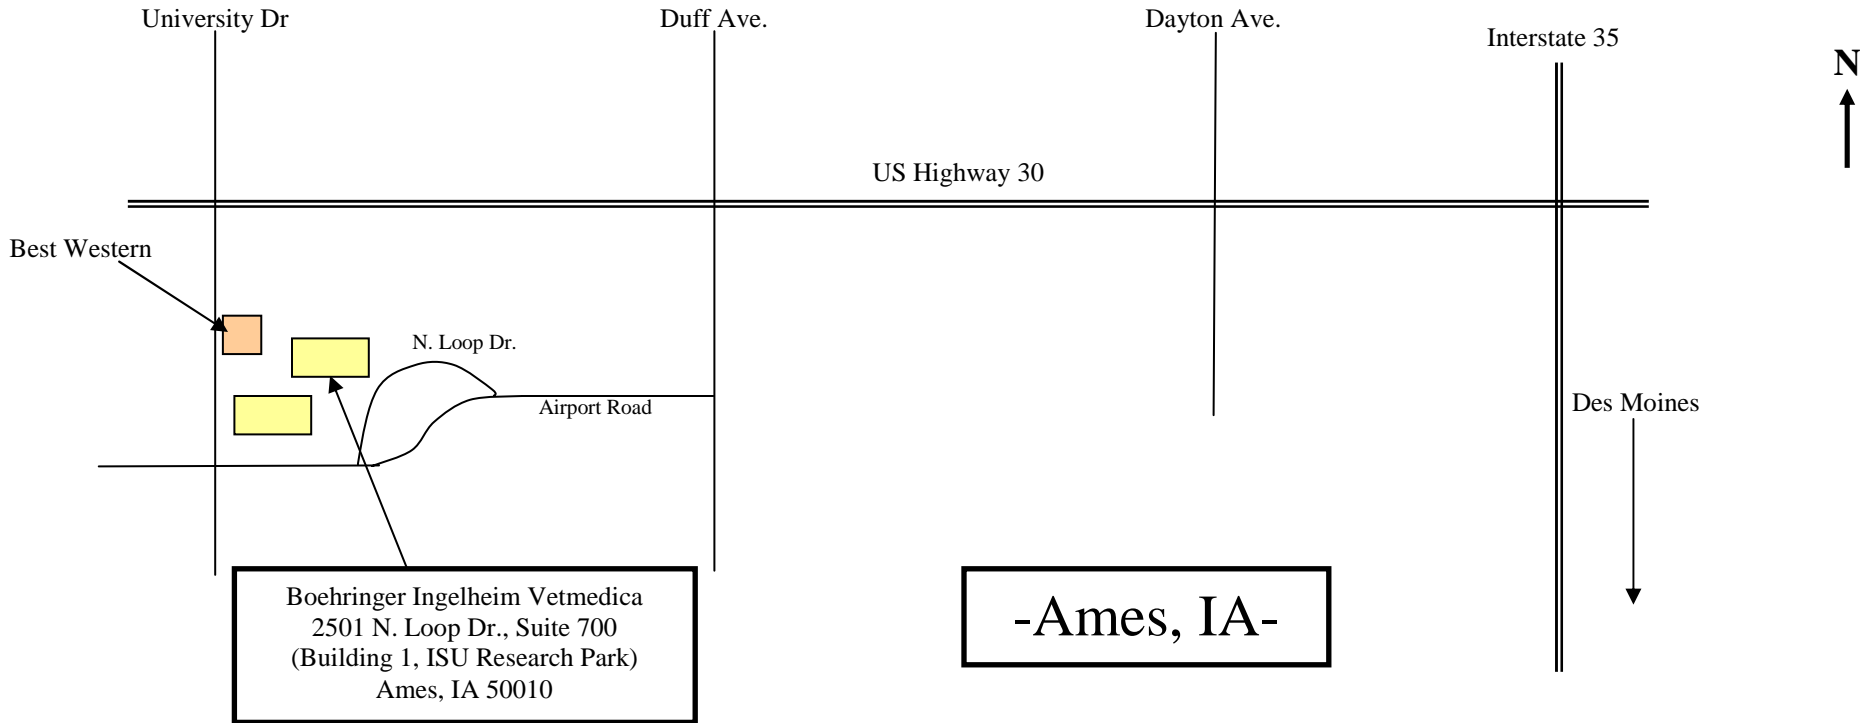 University Dr
Duff Ave.
Dayton Ave.
Interstate 35
N
US Highway 30
Best Western
N. Loop Dr.
Airport Road
Des Moines
Boehringer Ingelheim Vetmedica
2501 N. Loop Dr., Suite 700
(Building 1, ISU Research Park)
Ames, IA 50010
-Ames, IA-